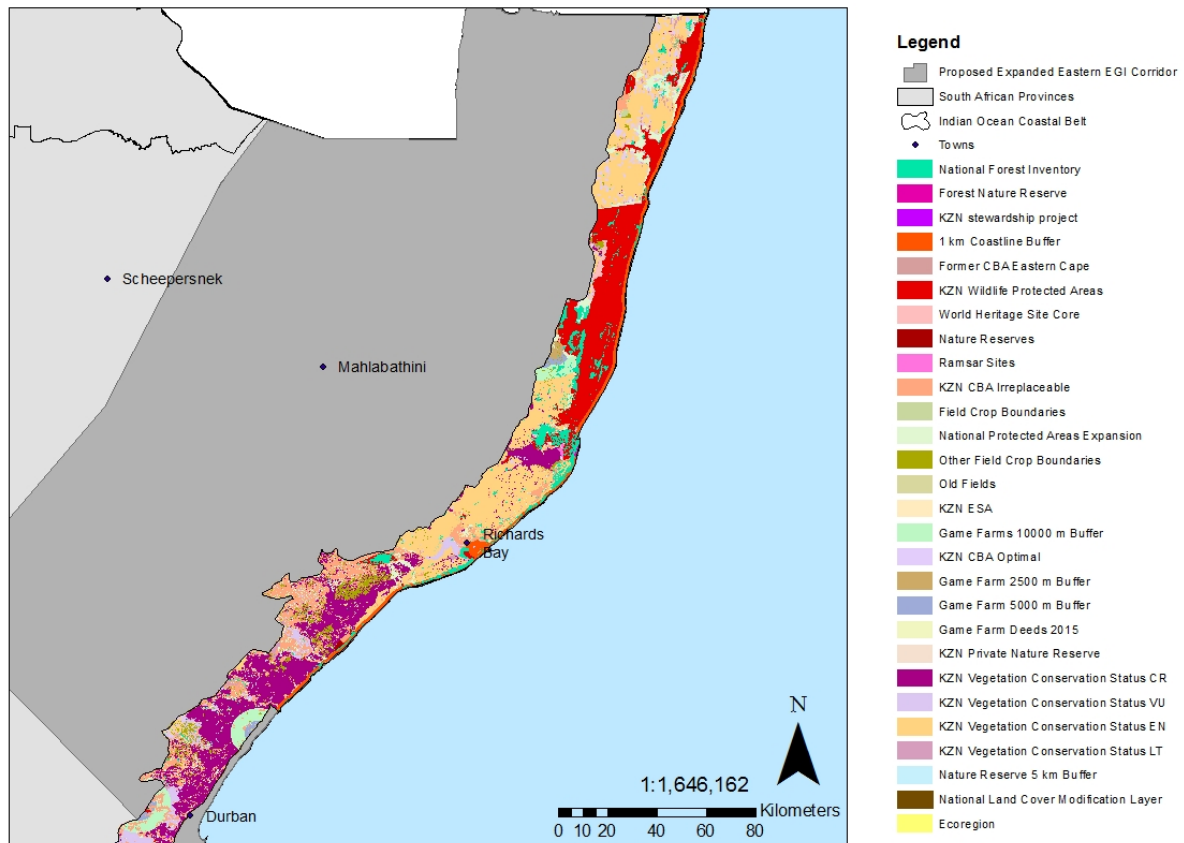 Scheepersnek
Mahlabathini
Richards
Bay
Durban
N
1:1,646,162
Kilometers
0 10 20 40 60 80
Legend
Proposed Expanded Eastern EGI Corridor
South African Provinces
Indian Ocean Coastal Belt
Towns
National Forest Inventory
Forest Nature Reserve
KZN stewardship project
1 km Coastline Buffer
Former CBA Eastern Cape
KZN Wildlife Protected Areas
World Heritage Site Core
Nature Reserves
Ramsar Sites
KZN CBA Irreplaceable
Field Crop Boundaries
National Protected Areas Expansion
Other Field Crop Boundaries
Old Fields
KZN ESA
Game Farms 10000 m Buffer
KZN CBA Optimal
Game Farm 2500 m Buffer
Game Farm 5000 m Buffer
Game Farm Deeds 2015
KZN Private Nature Reserve
KZN Vegetation Conservation Status CR
KZN Vegetation Conservation Status VU
KZN Vegetation Conservation Status EN
KZN Vegetation Conservation Status LT
Nature Reserve 5 km Buffer
National Land Cover Modification Layer
Ecoregion